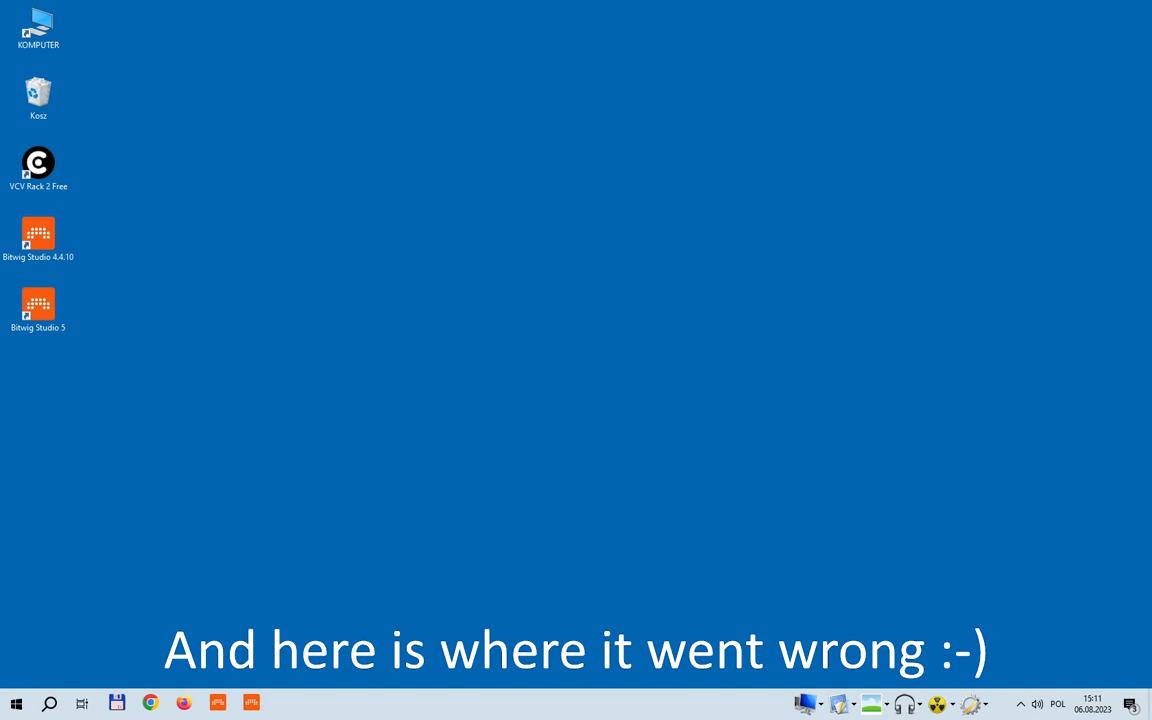 KOMPUTER
Kosz
VCV Rack 2 Free
Bitwig Studio 4.4.10
Bitwig Studio 5
And here is where it went wrong :-)
POL
15:11
06.08.2023
3